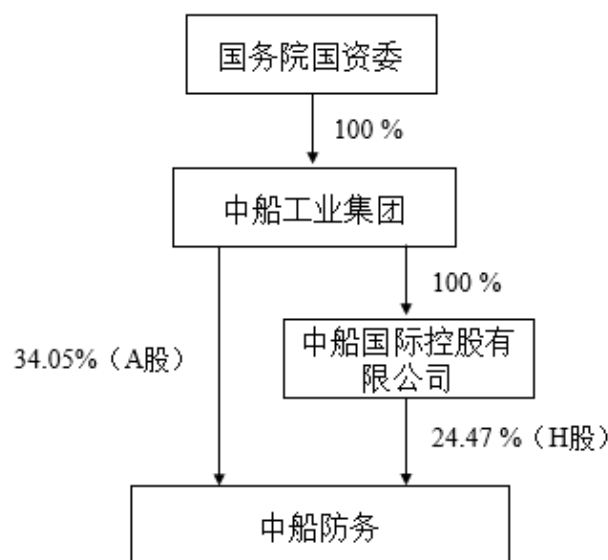 国务院国资委
100 %
中船工业集团
100 %
34.05%（A股）
中船国际控股有
限公司
24.47 %（H股）
中船防务